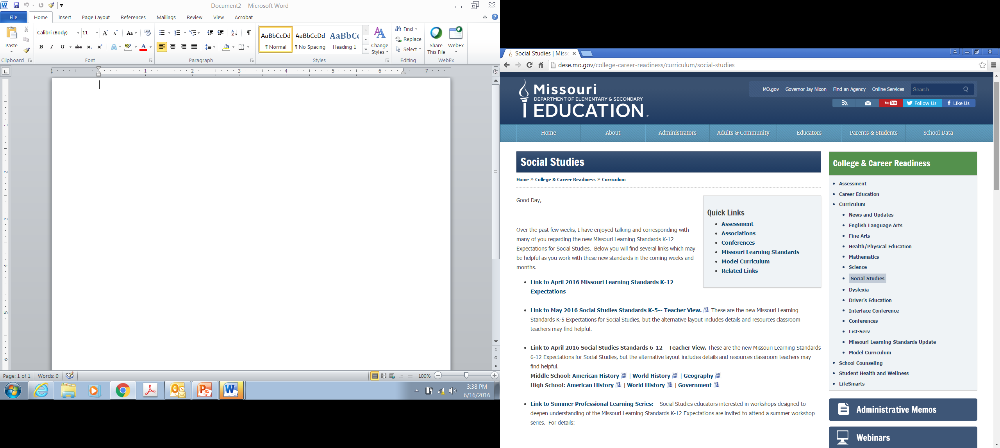 Document2 - Microsoft Word
File Home Insert Page Layout References Mailings Review View Acrobat
Calibri (Body) 11
Paste
Clipboard
Font
Paragraph
AaBbCcDd AaBbCcDd AaBbCc
¶ Normal ¶ No Spacing Heading 1
Change Styles
Styles
Find
Replace
Select
Editing
Share This File
WebEx
WebEx
1 1 2 3 4 5 6 7
1
2
3
4
5
6
Page: 1 of 1 Words: 0
100%
3:38 PM
6/16/2016
Social Studies | Miss
dese.mo.gov/college-career-readiness/curriculum/social-studies
Missouri
DEPARTMENT OF ELEMENTARY & SECONDARY
EDUCATION™
MO.gov Governor Jay Nixon Find an Agency Online Services Search
YouTube Follow Us Like Us
Home About Administrators Adults & Community Educators Parents & Students School Data
Social Studies
Home » College & Career Readiness » Curriculum
Good Day,
Over the past few weeks, I have enjoyed talking and corresponding with
many of you regarding the new Missouri Learning Standards K-12
Expectations for Social Studies. Below you will find several links which may
be helpful as you work with these new standards in the coming weeks and
months.
Quick Links
• Assessment
• Associations
• Conferences
• Missouri Learning Standards
• Model Curriculum
• Related Links
• Link to April 2016 Missouri Learning Standards K-12
Expectations
• Link to May 2016 Social Studies Standards K-5-- Teacher View. These are the new Missouri Learning
Standards K-5 Expectations for Social Studies, but the alternative layout includes details and resources classroom
teachers may find helpful.
• Link to April 2016 Social Studies Standards 6-12-- Teacher View. These are the new Missouri Learning Standards
6-12 Expectations for Social Studies, but the alternative layout includes details and resources classroom teachers may
find helpful.
Middle School: American History | World History | Geography
High School: American History | World History | Government
• Link to Summer Professional Learning Series: Social Studies educators interested in workshops designed to
deepen understanding of the Missouri Learning Standards K-12 Expectations are invited to attend a summer workshop
series. For details:
College & Career Readiness
• Assessment
• Career Education
• Curriculum
• News and Updates
• English Language Arts
• Fine Arts
• Health/Physical Education
• Mathematics
• Science
• Social Studies
• Dyslexia
• Driver's Education
• Interface Conference
• Conferences
• List-Serv
• Missouri Learning Standards Update
• Model Curriculum
• School Counseling
• Student Health and Wellness
• LifeSmarts
Administrative Memos
Webinars